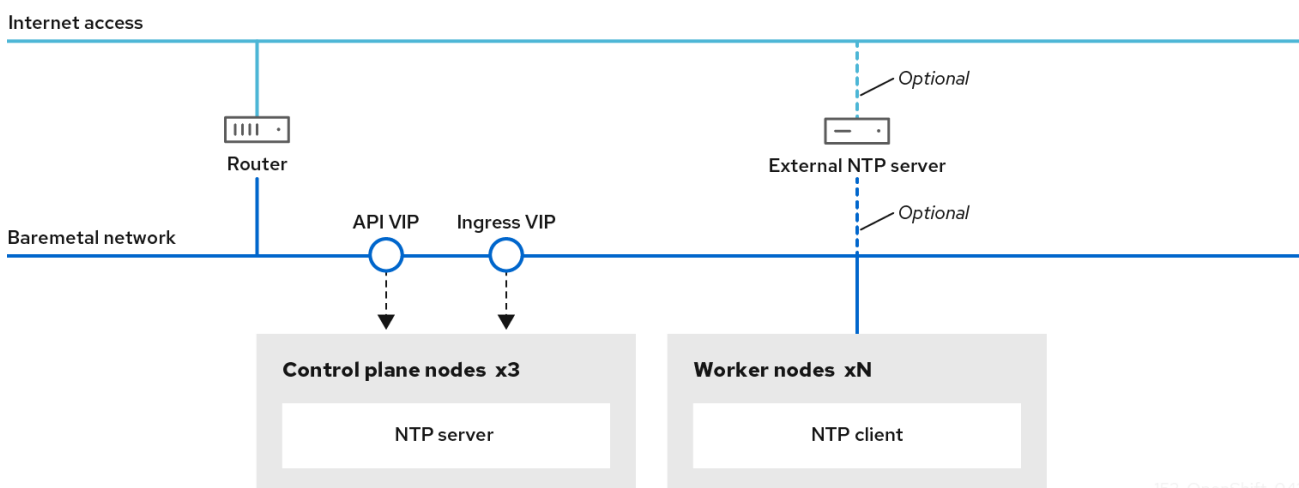 Internet access
Optional
Router
External NTP server
Optional
API VIP
Ingress VIP
Baremetal network
Control plane nodes x3
Worker nodes xN
NTP server
NTP client